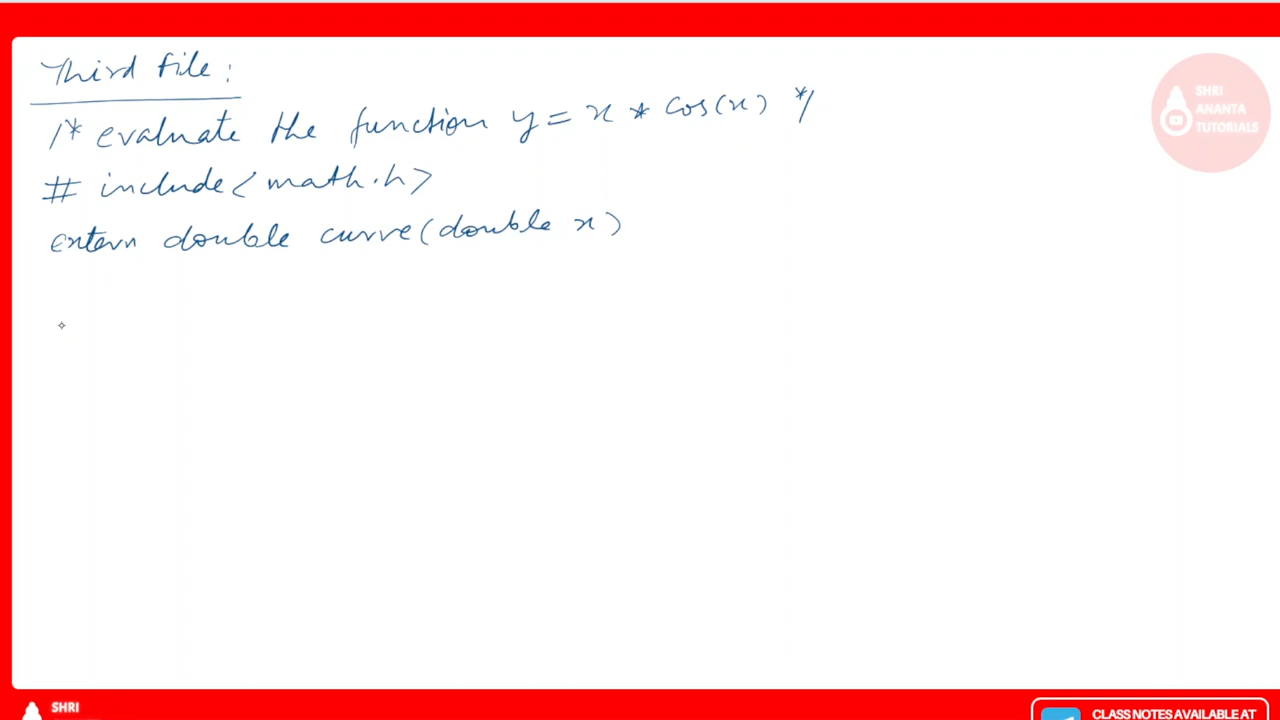 Third File:
/* evaluate the function y = x * cos(x) */
# include<math.h>
extern double curve(double x)
SHRI
ANANTA
TUTORIALS
SHRI
CLASS NOTES AVAILABLE AT